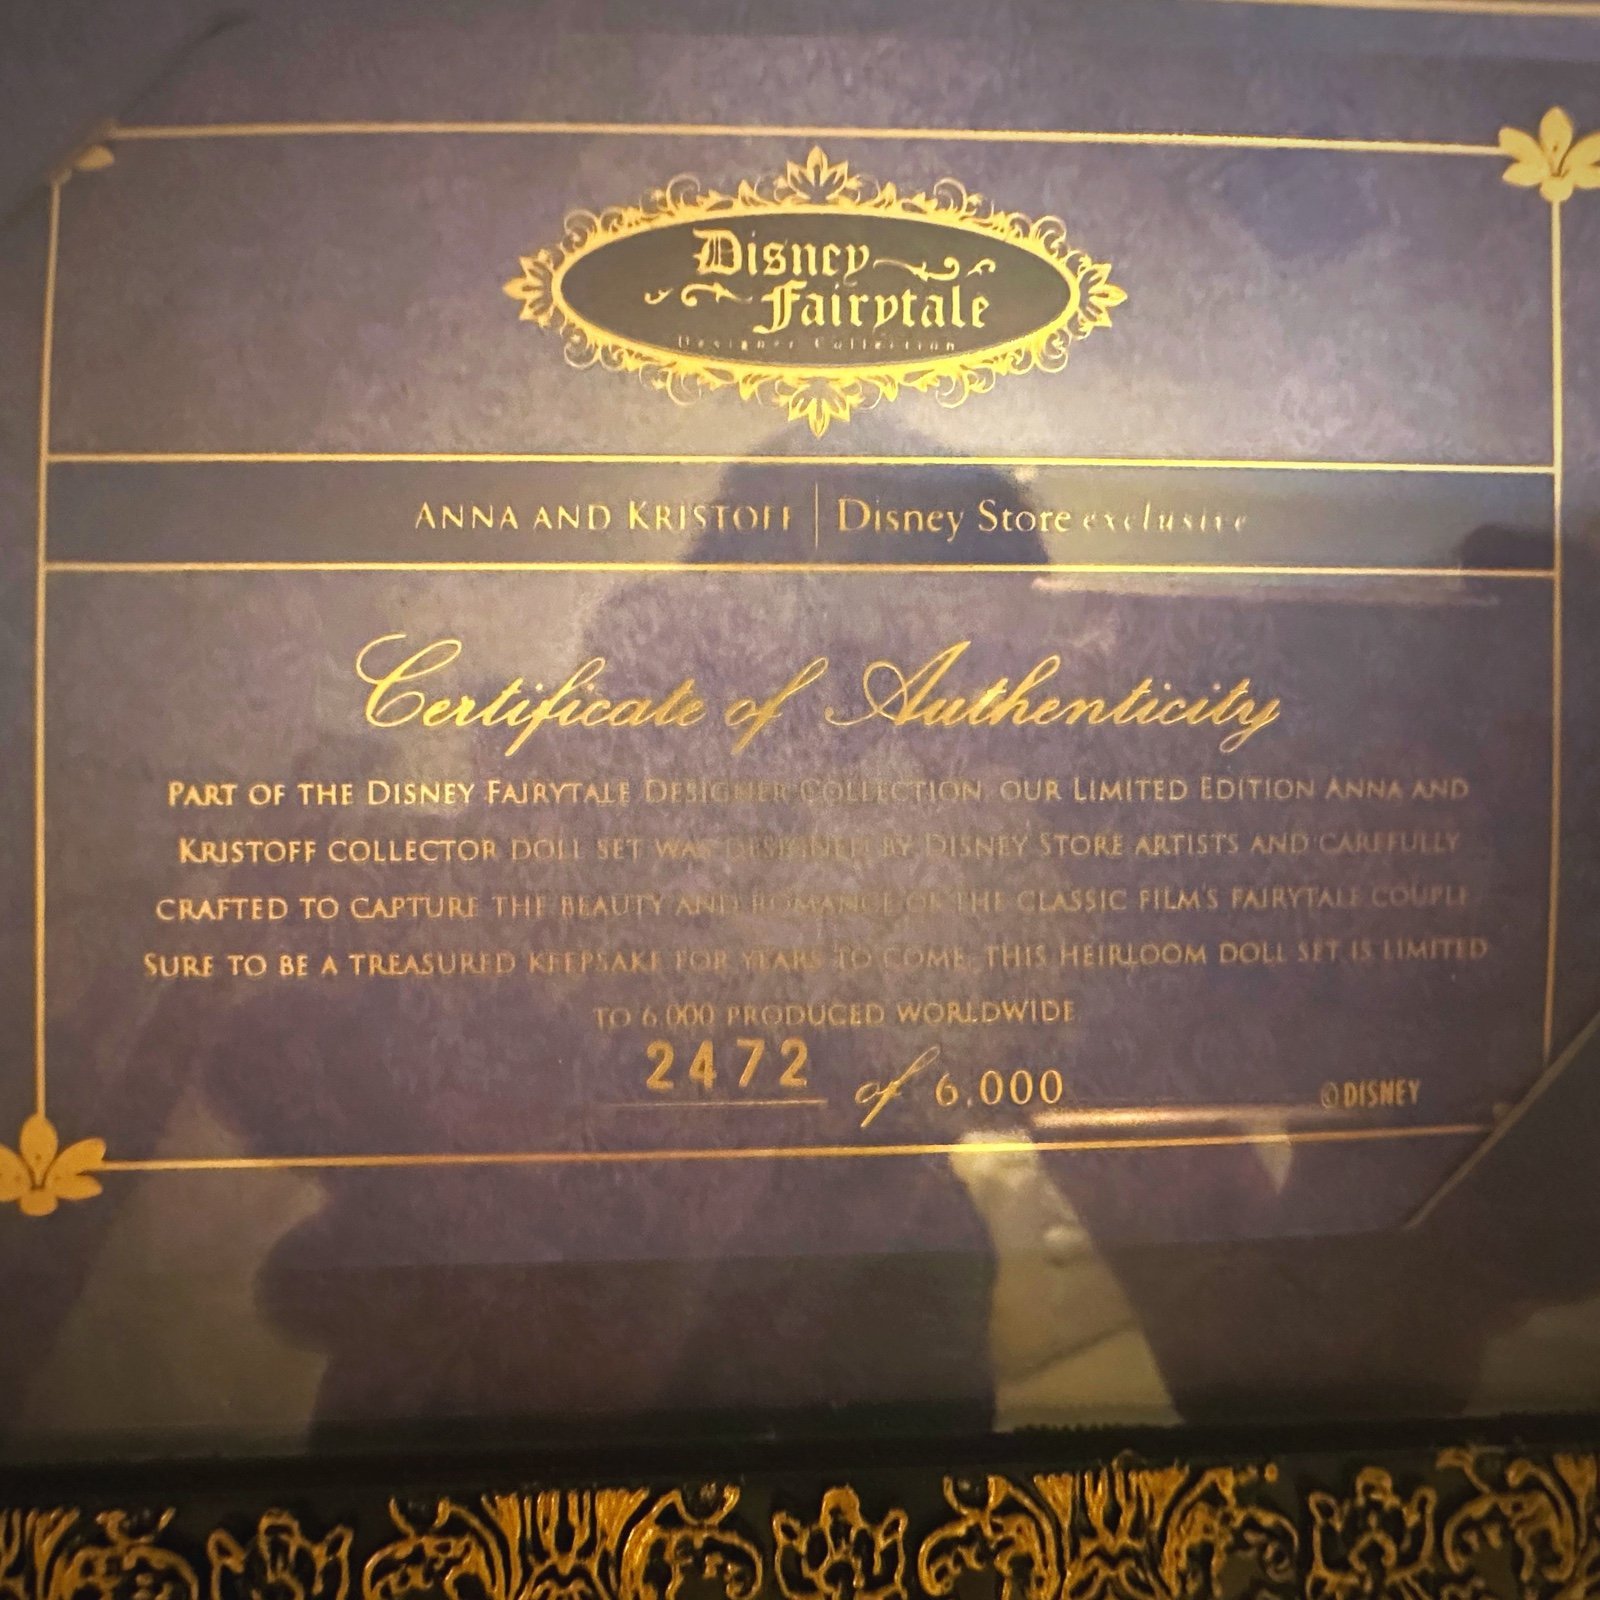 Disney
Fairytale
Designer Collection
ANNA AND KRISTOFF | Disney Store exclusive
Certificate of Authenticity
PART OF THE DISNEY FAIRYTALE DESIGNER COLLECTION, OUR LIMITED EDITION ANNA AND
KRISTOFF COLLECTOR DOLL SET WAS DESIGNED BY DISNEY STORE ARTISTS AND CAREFULLY
CRAFTED TO CAPTURE THE BEAUTY AND ROMANCE OF THE CLASSIC FILM'S FAIRYTALE COUPLE.
SURE TO BE A TREASURED KEEPSAKE FOR YEARS TO COME, THIS HEIRLOOM DOLL SET IS LIMITED
TO 6,000 PRODUCED WORLDWIDE.
2472 of 6,000
©DISNEY